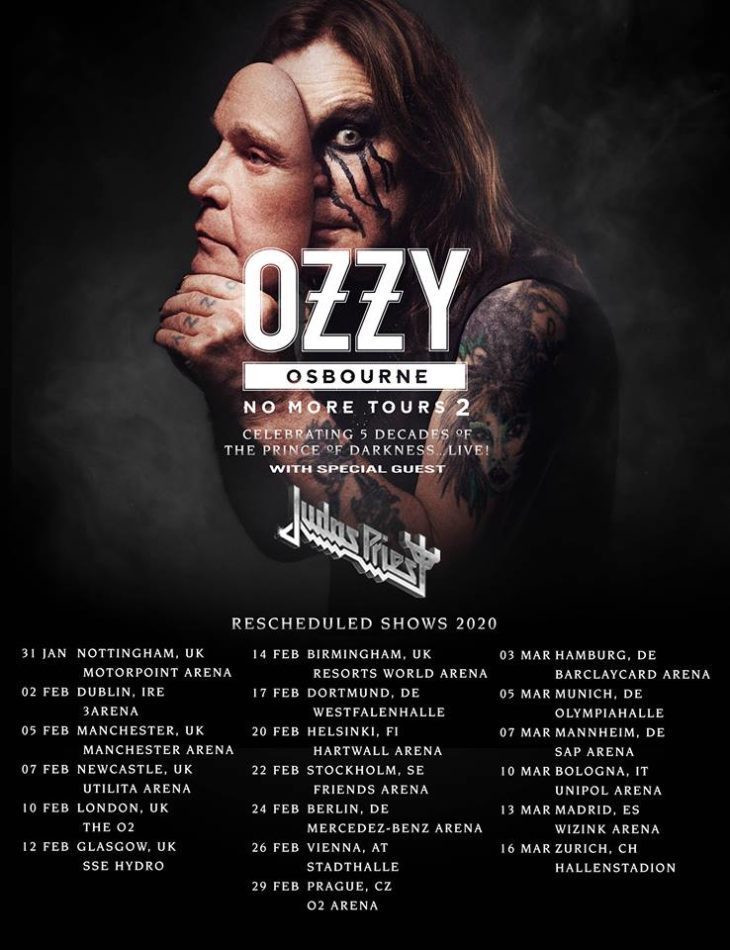 OZZY
OSBOURNE
NO MORE TOURS 2
CELEBRATING 5 DECADES OF
THE PRINCE OF DARKNESS...LIVE!
WITH SPECIAL GUEST
Judas Priest
RESCHEDULED SHOWS 2020
31 JAN NOTTINGHAM, UK
MOTORPOINT ARENA
02 FEB DUBLIN, IRE
3ARENA
05 FEB MANCHESTER, UK
MANCHESTER ARENA
07 FEB NEWCASTLE, UK
UTILITA ARENA
10 FEB LONDON, UK
THE O2
12 FEB GLASGOW, UK
SSE HYDRO
14 FEB BIRMINGHAM, UK
RESORTS WORLD ARENA
17 FEB DORTMUND, DE
WESTFALENHALLE
20 FEB HELSINKI, FI
HARTWALL ARENA
22 FEB STOCKHOLM, SE
FRIENDS ARENA
24 FEB BERLIN, DE
MERCEDEZ-BENZ ARENA
26 FEB VIENNA, AT
STADTHALLE
29 FEB PRAGUE, CZ
O2 ARENA
03 MAR HAMBURG, DE
BARCLAYCARD ARENA
05 MAR MUNICH, DE
OLYMPIAHALLE
07 MAR MANNHEIM, DE
SAP ARENA
10 MAR BOLOGNA, IT
UNIPOL ARENA
13 MAR MADRID, ES
WIZINK ARENA
16 MAR ZURICH, CH
HALLENSTADION